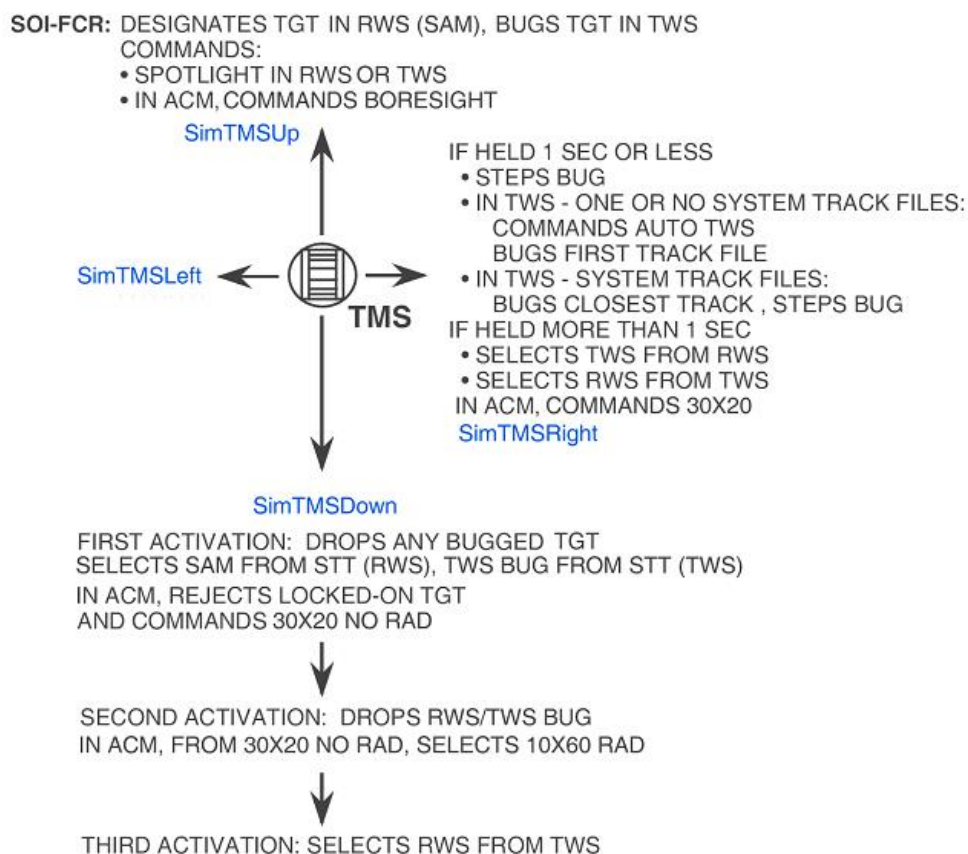 SOI-FCR: DESIGNATES TGT IN RWS (SAM), BUGS TGT IN TWS
COMMANDS:
• SPOTLIGHT IN RWS OR TWS
• IN ACM, COMMANDS BORESIGHT
SimTMSUp
IF HELD 1 SEC OR LESS
• STEPS BUG
• IN TWS - ONE OR NO SYSTEM TRACK FILES:
COMMANDS AUTO TWS
BUGS FIRST TRACK FILE
• IN TWS - SYSTEM TRACK FILES:
BUGS CLOSEST TRACK , STEPS BUG
IF HELD MORE THAN 1 SEC
• SELECTS TWS FROM RWS
• SELECTS RWS FROM TWS
IN ACM, COMMANDS 30X20
SimTMSRight
SimTMSLeft
TMS
SimTMSDown
FIRST ACTIVATION: DROPS ANY BUGGED TGT
SELECTS SAM FROM STT (RWS), TWS BUG FROM STT (TWS)
IN ACM, REJECTS LOCKED-ON TGT
AND COMMANDS 30X20 NO RAD
SECOND ACTIVATION: DROPS RWS/TWS BUG
IN ACM, FROM 30X20 NO RAD, SELECTS 10X60 RAD
THIRD ACTIVATION: SELECTS RWS FROM TWS